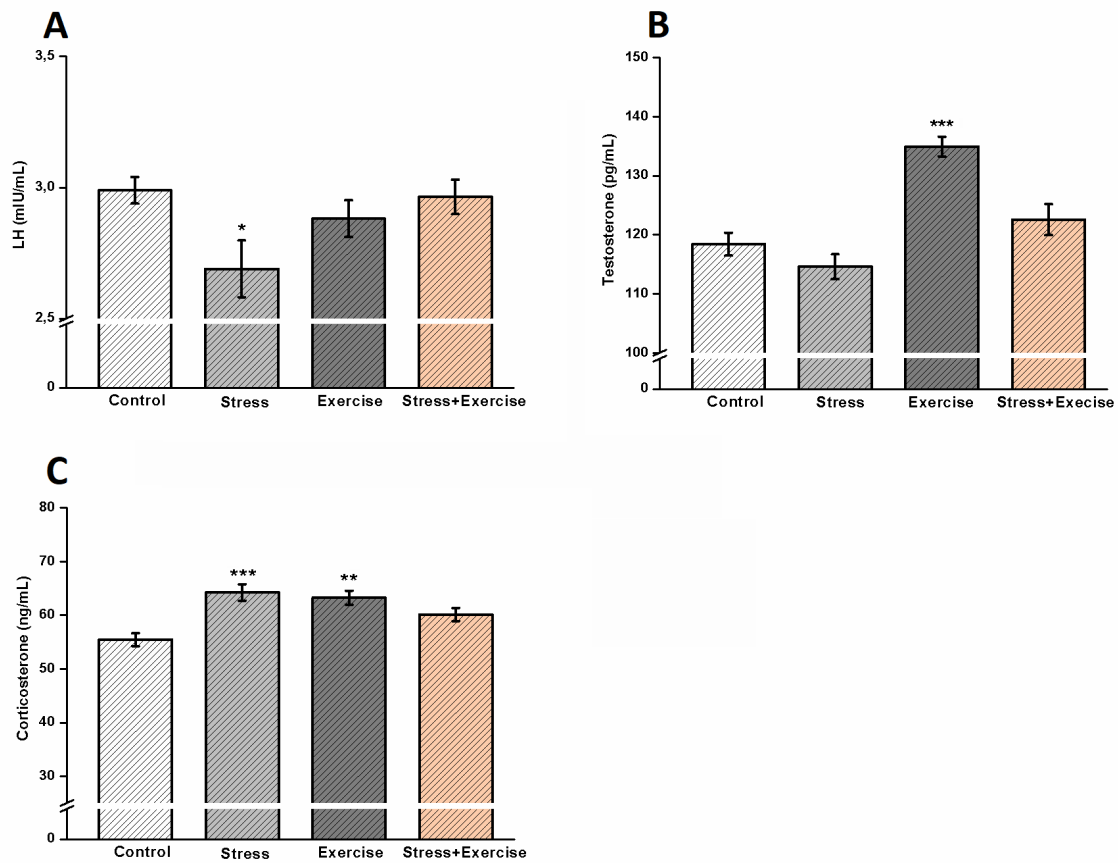 A
3,5
3,0
2,5
0
LH (mIU/mL)
*
Control
Stress
Exercise
Stress+Exercise
B
150
140
130
120
110
100
0
Testosterone (pg/mL)
***
Control
Stress
Exercise
Stress+Execise
C
80
70
60
50
40
30
0
Corticosterone (ng/mL)
***
**
Control
Stress
Exercise
Stress+Exercise